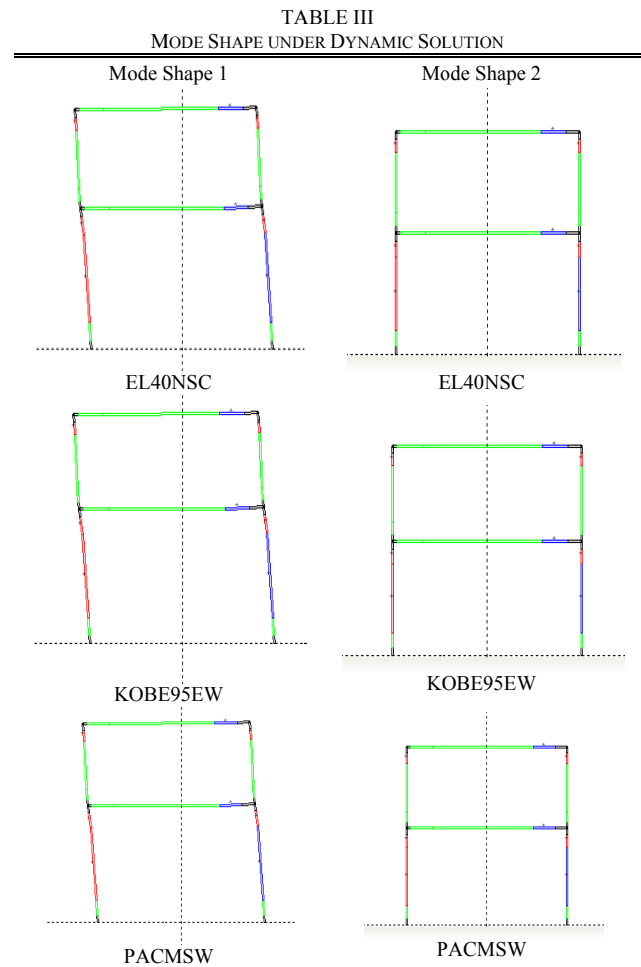 TABLE III
MODE SHAPE UNDER DYNAMIC SOLUTION
Mode Shape 1 Mode Shape 2
EL40NSC EL40NSC
KOBE95EW KOBE95EW
PACMSW PACMSW